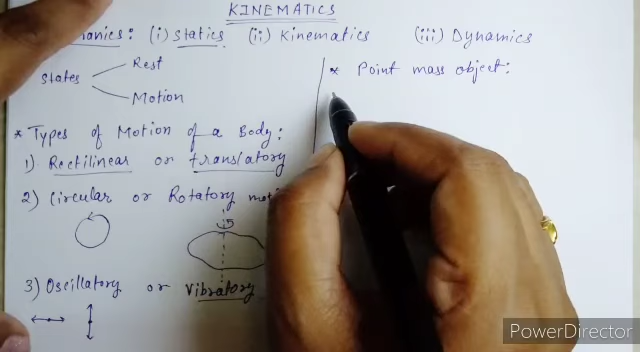 KINEMATICS
(i) Statics (ii) Kinematics (iii) Dynamics
States
Rest
Motion
* Types of Motion of a Body:
1) Rectilinear or translatory
2) Circular or Rotatory
3) Oscillatory or Vibratory
* Point mass object:
PowerDirector